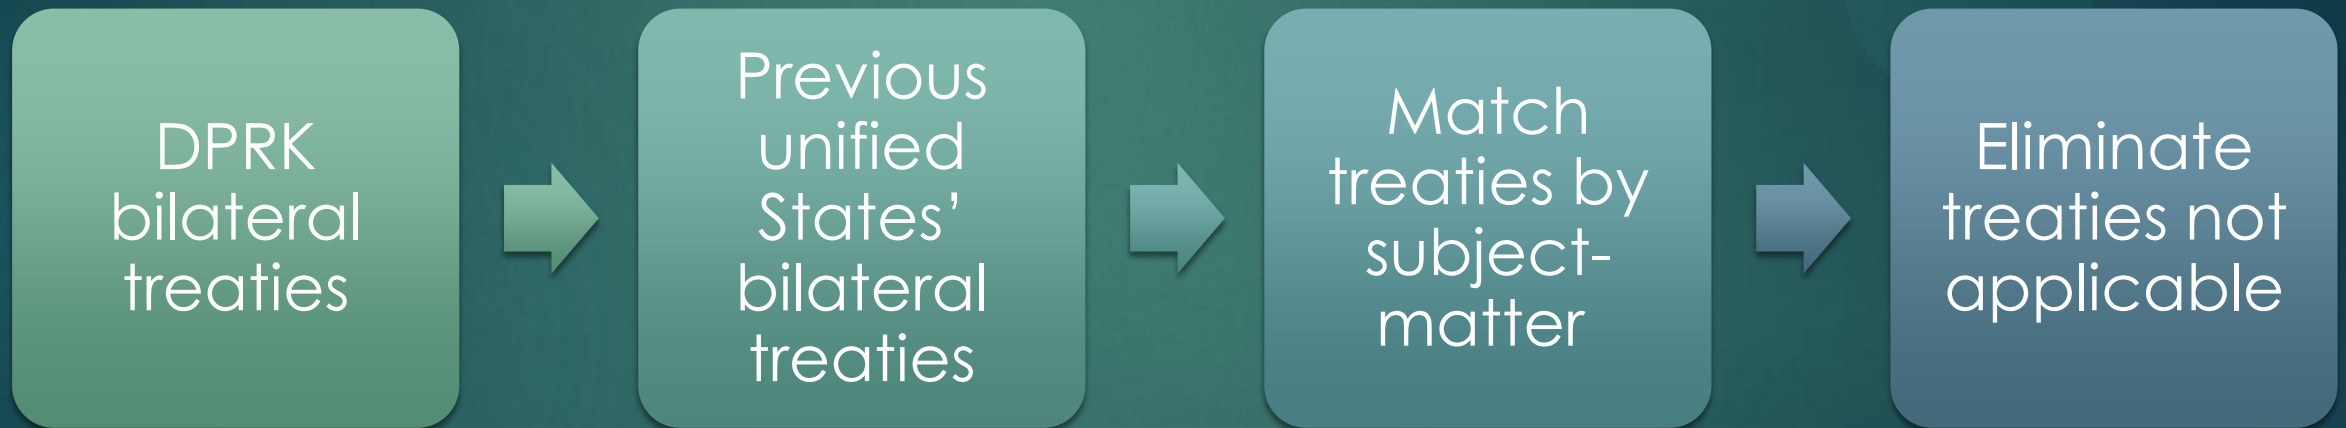 DPRK
bilateral
treaties
Previous
unified
States’
bilateral
treaties
Match
treaties by
subject-
matter
Eliminate
treaties not
applicable